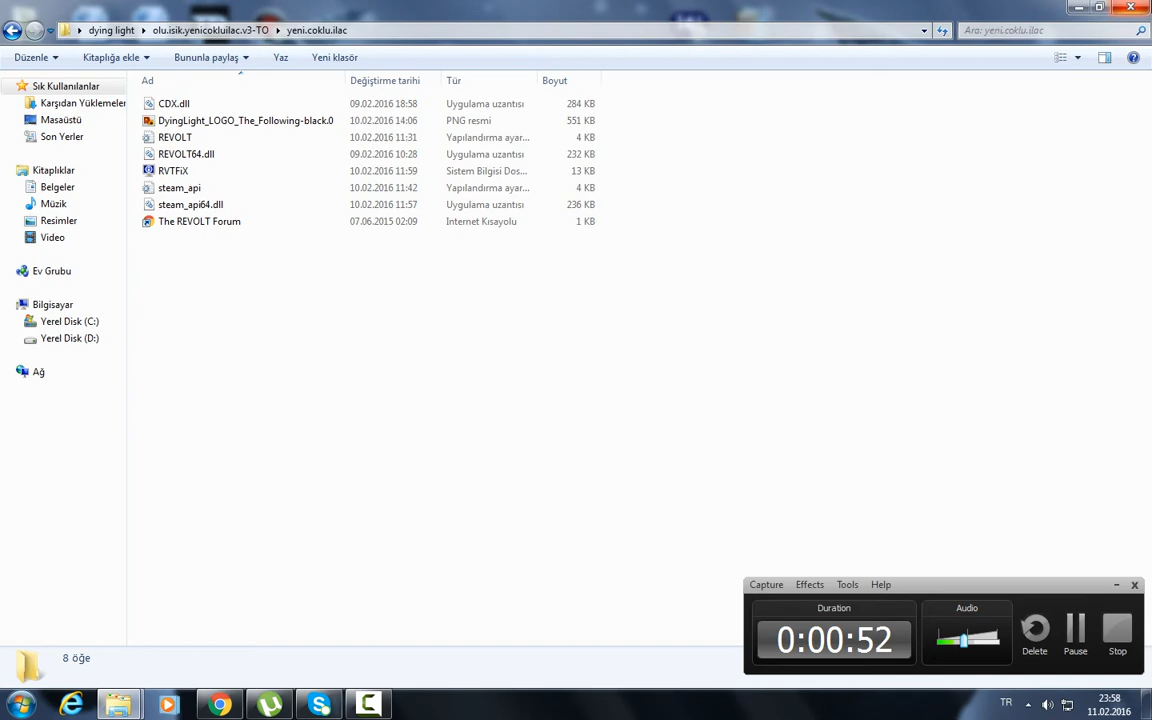 dying light ▸ olu.isik.yenicokluilac.v3-TO ▸ yeni.coklu.ilac
Ara: yeni.coklu.ilac
Düzenle Kitaplığa ekle Bununla paylaş Yaz Yeni klasör
Ad Değiştirme tarihi Tür Boyut
CDX.dll 09.02.2016 18:58 Uygulama uzantısı 284 KB
DyingLight_LOGO_The_Following-black.0 10.02.2016 14:06 PNG resmi 551 KB
REVOLT 10.02.2016 11:31 Yapılandırma ayar... 4 KB
REVOLT64.dll 09.02.2016 10:28 Uygulama uzantısı 232 KB
RVTFiX 10.02.2016 11:59 Sistem Bilgisi Dos... 13 KB
steam_api 10.02.2016 11:42 Yapılandırma ayar... 4 KB
steam_api64.dll 10.02.2016 11:57 Uygulama uzantısı 236 KB
The REVOLT Forum 07.06.2015 02:09 Internet Kısayolu 1 KB
Sık Kullanılanlar
Karşıdan Yüklemeler
Masaüstü
Son Yerler
Kitaplıklar
Belgeler
Müzik
Resimler
Video
Ev Grubu
Bilgisayar
Yerel Disk (C:)
Yerel Disk (D:)
Ağ
8 öğe
Capture Effects Tools Help
Duration Audio
0:00:52
Delete Pause Stop
TR
23:58
11.02.2016